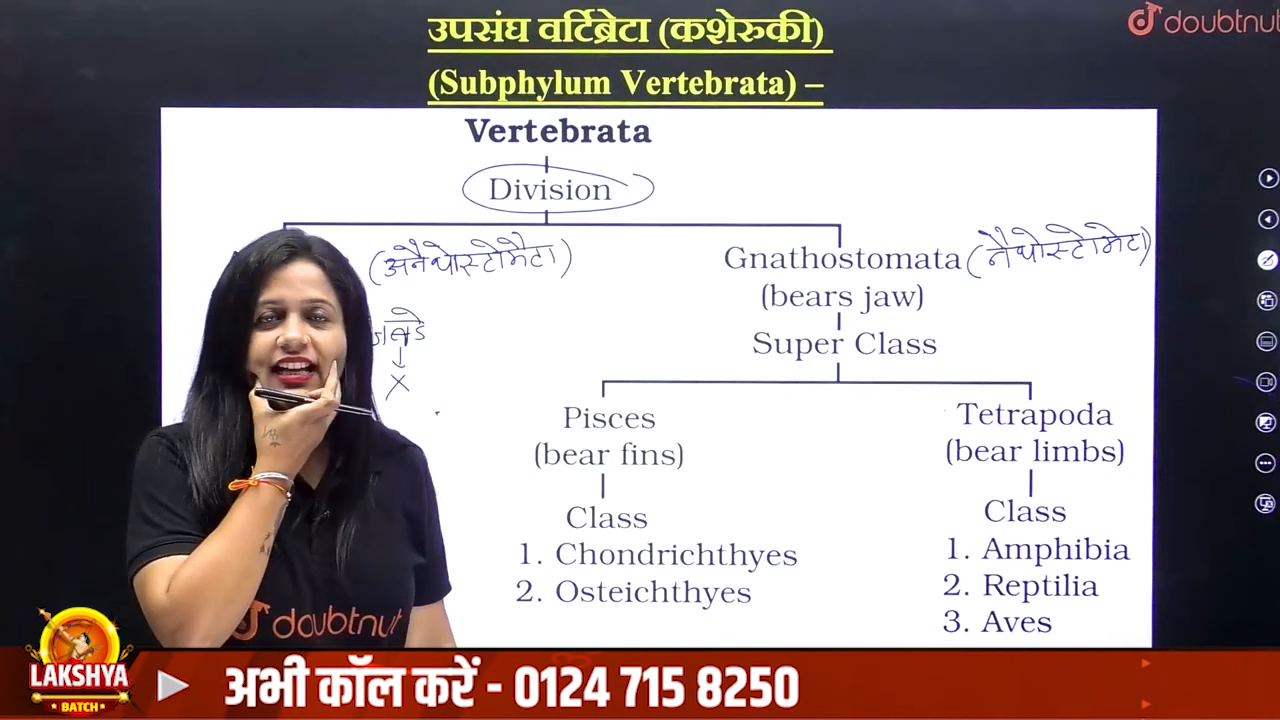 उपसंघ वर्टिब्रेटा (कशेरुकी)
(Subphylum Vertebrata) –
doubtnut
Vertebrata
Division
(अनैथोस्टोमैटा)
Gnathostomata (नैथोस्टोमेटा)
(bears jaw)
जबड़े
↓
X
Super Class
Pisces
(bear fins)
Class
1. Chondrichthyes
2. Osteichthyes
Tetrapoda
(bear limbs)
Class
1. Amphibia
2. Reptilia
3. Aves
doubtnut
LAKSHYA
BATCH
अभी कॉल करें - 0124 715 8250